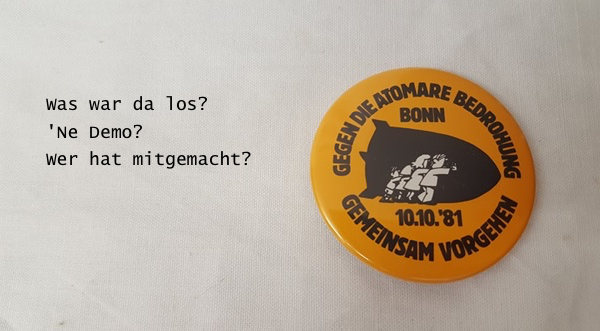 Was war da los?
'Ne Demo?
Wer hat mitgemacht?
GEGEN DIE ATOMARE BEDROHUNG
BONN
10.10.'81
GEMEINSAM VORGEHEN